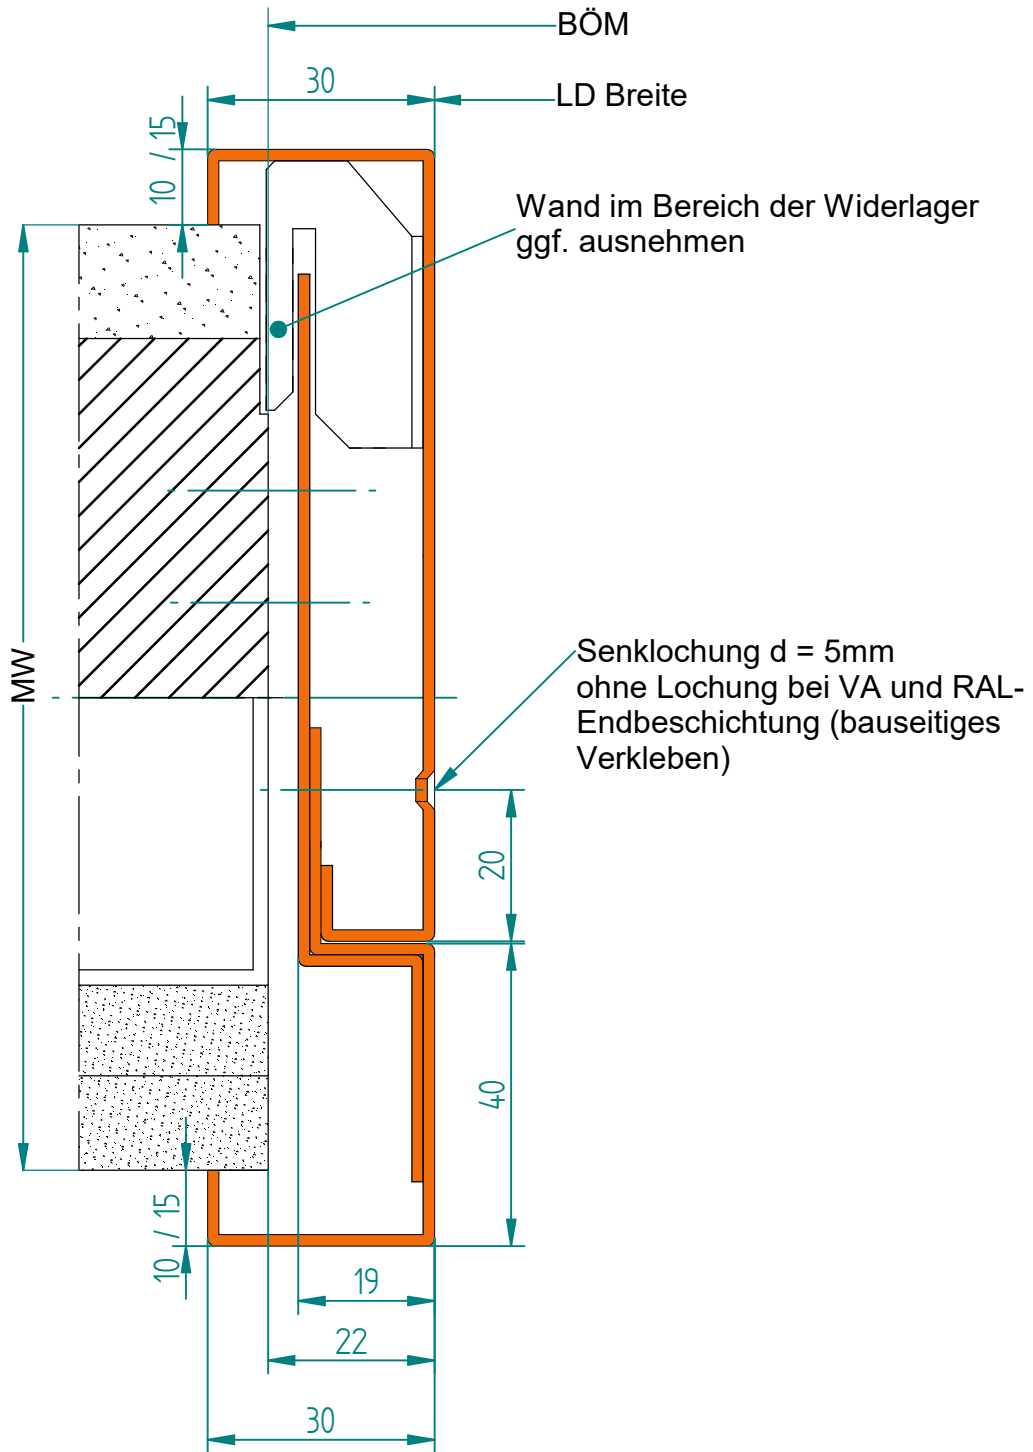 BÖM
30
LD Breite
10 / 15
Wand im Bereich der Widerlager
ggf. ausnehmen
MW
Senklochung d = 5mm
ohne Lochung bei VA und RAL-
Endbeschichtung (bauseitiges
Verkleben)
20
40
10 / 15
19
22
30